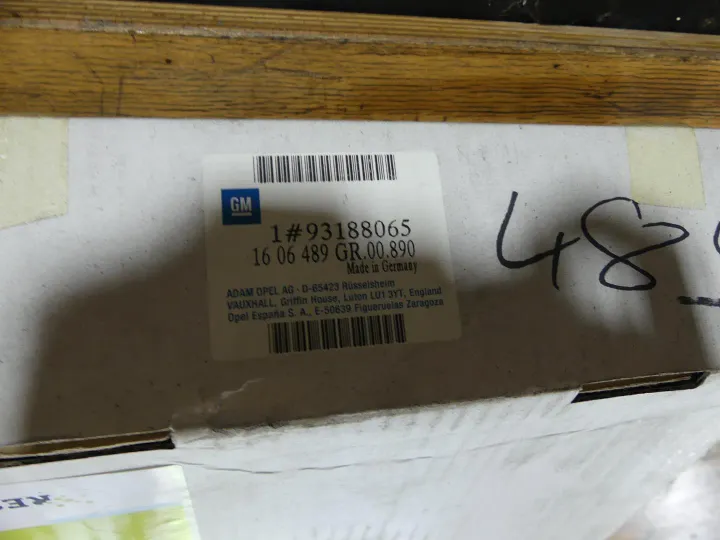 GM
1#93188065
16 06 489 GR.00.890
Made in Germany
ADAM OPEL AG - D-65423 Rüsselsheim
VAUXHALL, Griffin House, Luton LU1 3YT, England
Opel España S. A., E-50639 Figueruelas Zaragoza
48